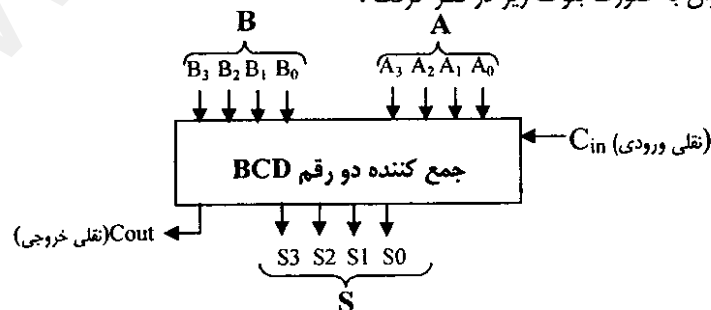 B A
B3 B2 B1 B0 A3 A2 A1 A0
Cin (نقلی ورودی)
جمع کننده دو رقم BCD
Cout(نقلی خروجی)
S3 S2 S1 S0
S